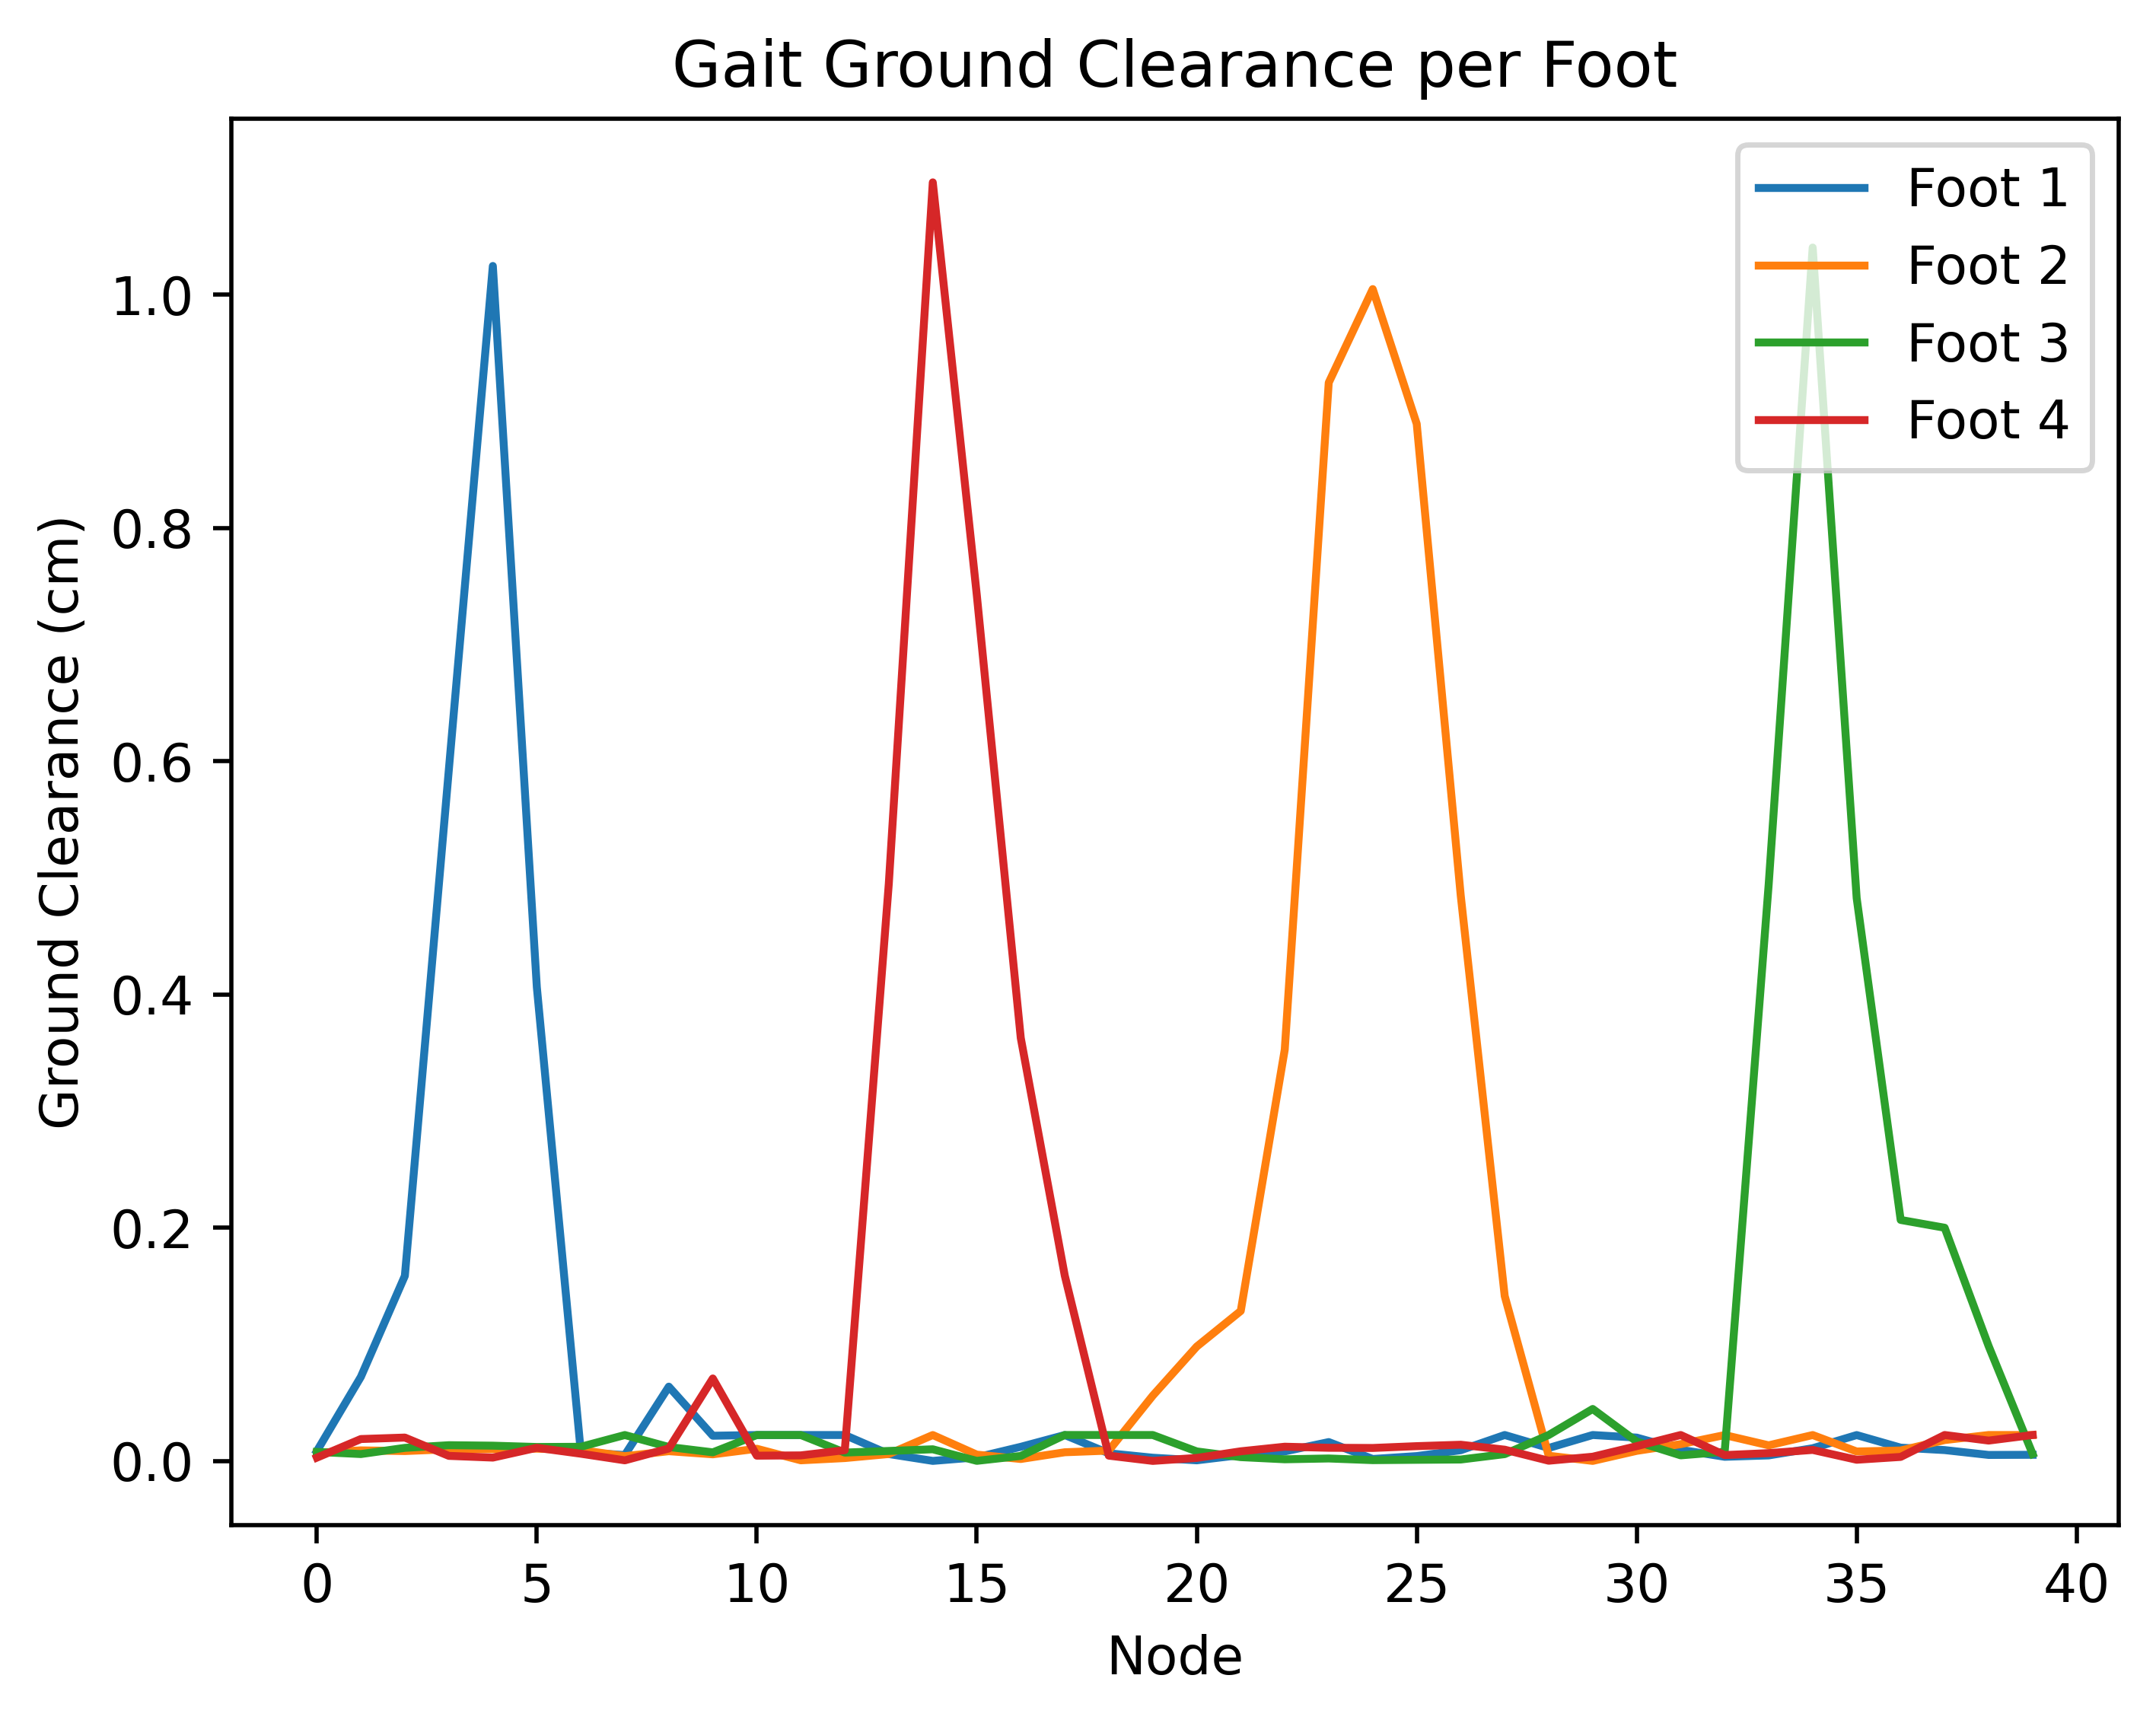 Gait Ground Clearance per Foot
Foot 1
Foot 2
Foot 3
Foot 4
Ground Clearance (cm)
1.0
0.8
0.6
0.4
0.2
0.0
0 5 10 15 20 25 30 35 40
Node